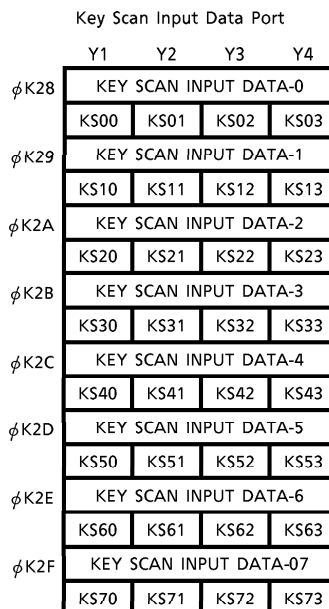 Key Scan Input Data Port
Y1 Y2 Y3 Y4
ϕK28 KEY SCAN INPUT DATA-0
KS00 KS01 KS02 KS03
ϕK29 KEY SCAN INPUT DATA-1
KS10 KS11 KS12 KS13
ϕK2A KEY SCAN INPUT DATA-2
KS20 KS21 KS22 KS23
ϕK2B KEY SCAN INPUT DATA-3
KS30 KS31 KS32 KS33
ϕK2C KEY SCAN INPUT DATA-4
KS40 KS41 KS42 KS43
ϕK2D KEY SCAN INPUT DATA-5
KS50 KS51 KS52 KS53
ϕK2E KEY SCAN INPUT DATA-6
KS60 KS61 KS62 KS63
ϕK2F KEY SCAN INPUT DATA-07
KS70 KS71 KS72 KS73